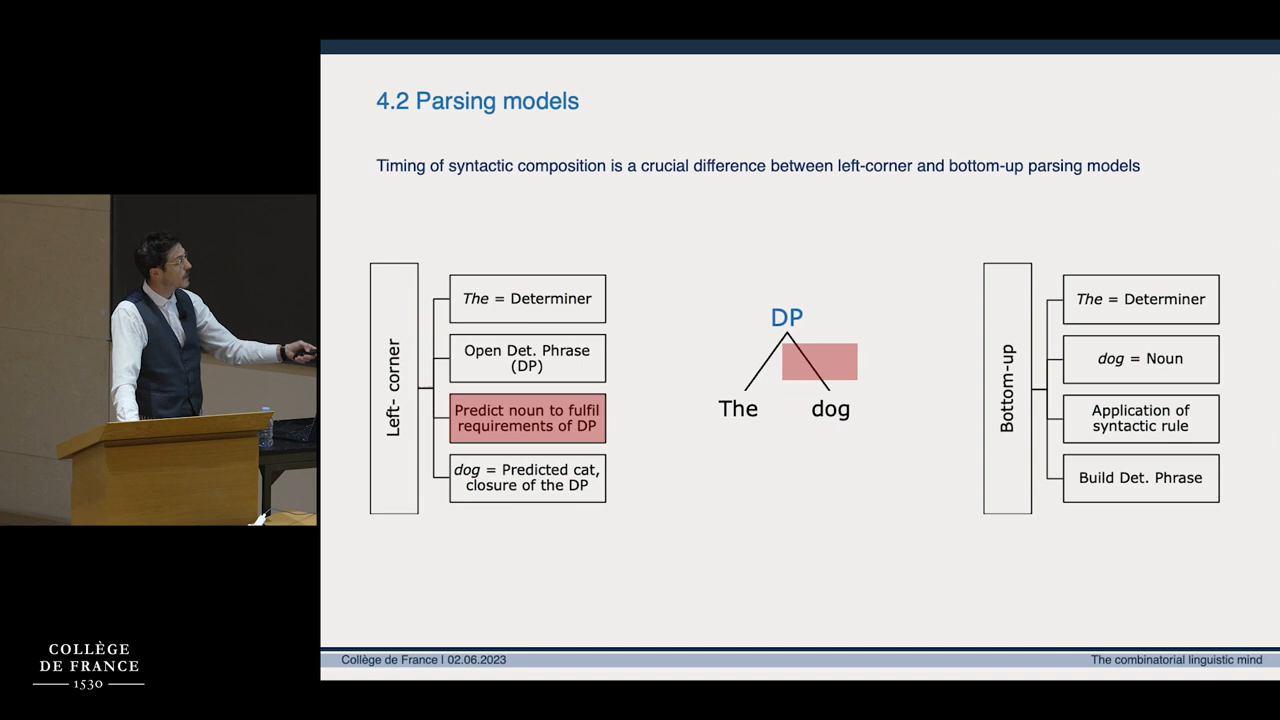 4.2 Parsing models
Timing of syntactic composition is a crucial difference between left-corner and bottom-up parsing models
Left- corner
The = Determiner
Open Det. Phrase
(DP)
Predict noun to fulfil
requirements of DP
dog = Predicted cat,
closure of the DP
DP
The dog
Bottom-up
The = Determiner
dog = Noun
Application of
syntactic rule
Build Det. Phrase
COLLÈGE
DE FRANCE
1530
Collège de France I 02.06.2023
The combinatorial linguistic mind